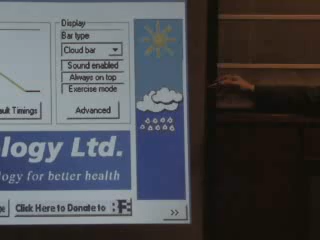 Display
Bar type
Cloud bar
Sound enabled
Always on top
Exercise mode
ult Timings
Advanced
ology Ltd.
logy for better health
Click Here to Donate to
>>